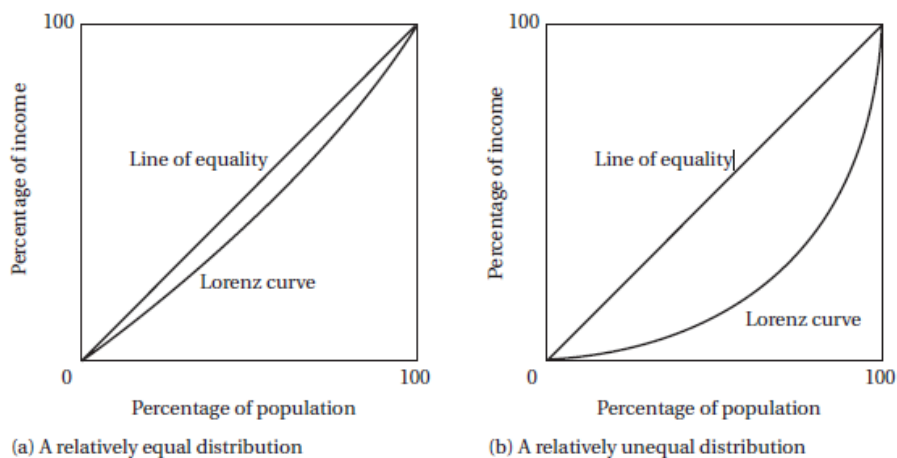 100
Percentage of income
Line of equality
Lorenz curve
0
100
Percentage of population
(a) A relatively equal distribution
100
Percentage of income
Line of equality
Lorenz curve
0
100
Percentage of population
(b) A relatively unequal distribution